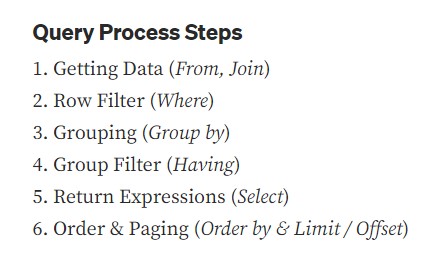 Query Process Steps
1. Getting Data (From, Join)
2. Row Filter (Where)
3. Grouping (Group by)
4. Group Filter (Having)
5. Return Expressions (Select)
6. Order & Paging (Order by & Limit / Offset)